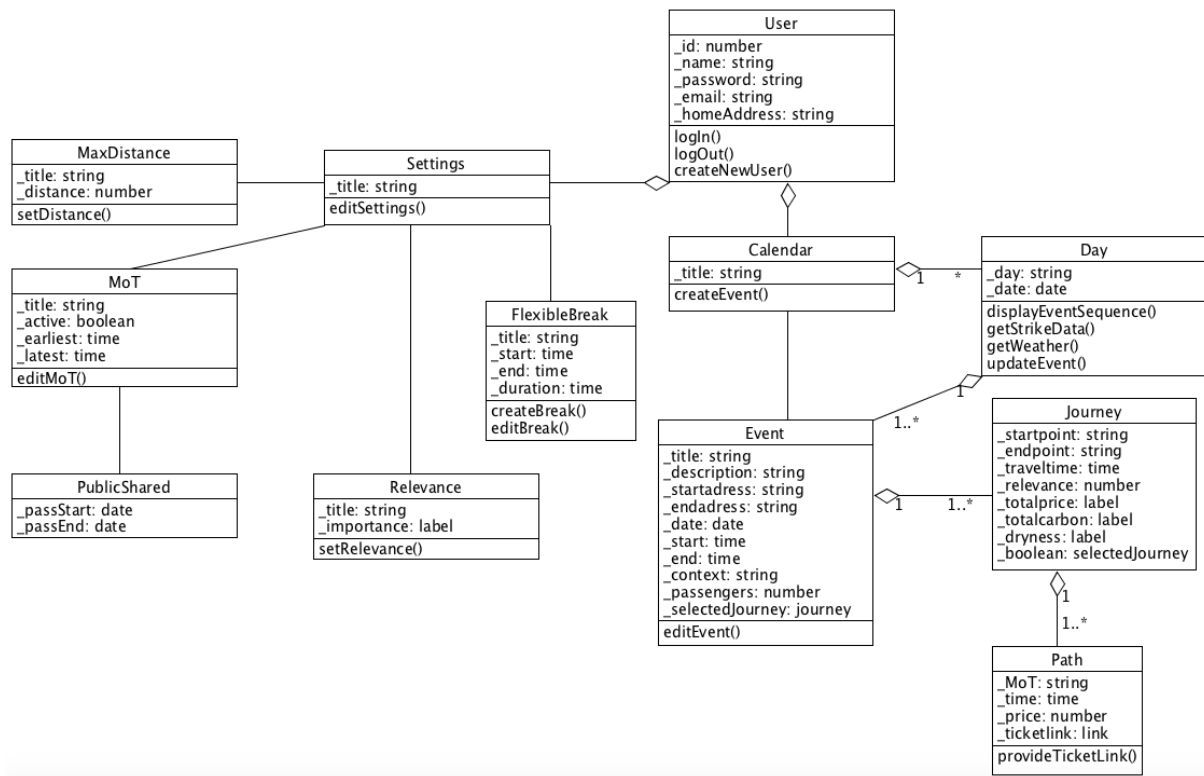 User
_id: number
_name: string
_password: string
_email: string
_homeAddress: string
logIn()
logOut()
createNewUser()
MaxDistance
_title: string
_distance: number
setDistance()
Settings
_title: string
editSettings()
Calendar
_title: string
createEvent()
1
*
Day
_day: string
_date: date
displayEventSequence()
getStrikeData()
getWeather()
updateEvent()
1
1..*
MoT
_title: string
_active: boolean
_earliest: time
_latest: time
editMoT()
FlexibleBreak
_title: string
_start: time
_end: time
_duration: time
createBreak()
editBreak()
Event
_title: string
_description: string
_startadress: string
_endadress: string
_date: date
_start: time
_end: time
_context: string
_passengers: number
_selectedJourney: journey
editEvent()
1
1..*
Journey
_startpoint: string
_endpoint: string
_traveltime: time
_relevance: number
_totalprice: label
_totalcarbon: label
_dryness: label
_boolean: selectedJourney
1
1..*
PublicShared
_passStart: date
_passEnd: date
Relevance
_title: string
_importance: label
setRelevance()
Path
_MoT: string
_time: time
_price: number
_ticketlink: link
provideTicketLink()